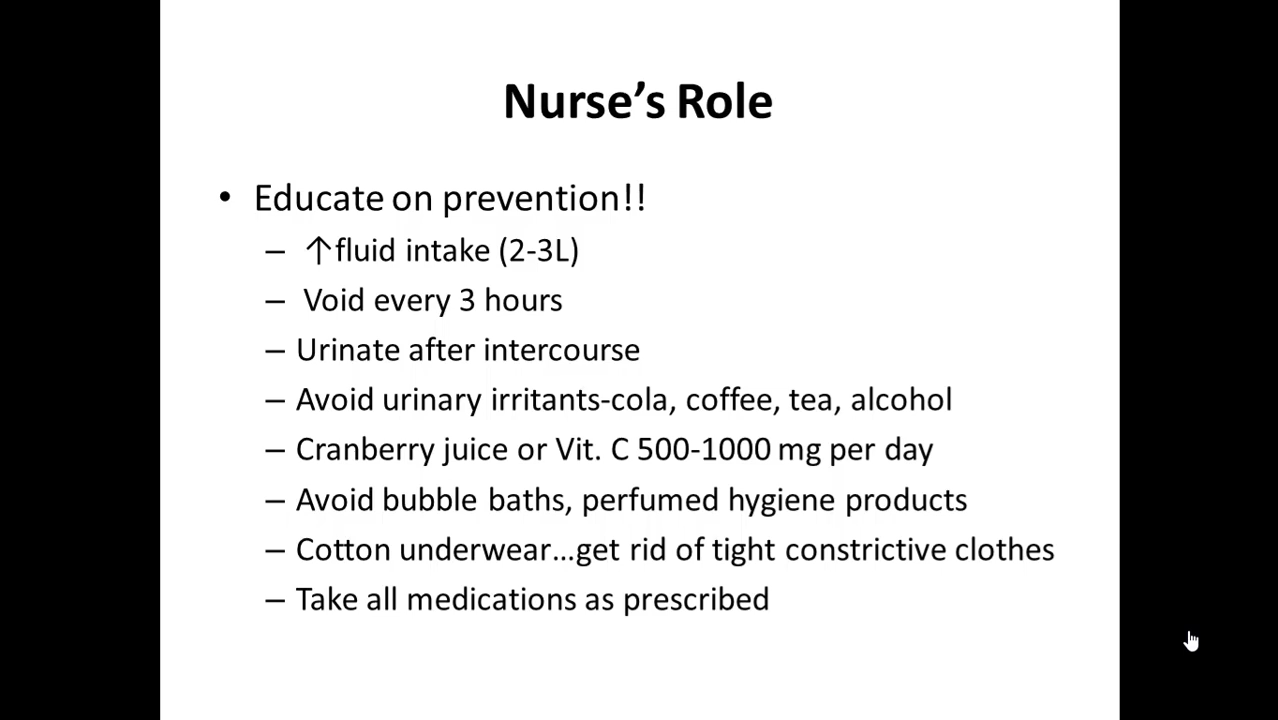 Nurse's Role
• Educate on prevention!!
– ↑fluid intake (2-3L)
– Void every 3 hours
– Urinate after intercourse
– Avoid urinary irritants-cola, coffee, tea, alcohol
– Cranberry juice or Vit. C 500-1000 mg per day
– Avoid bubble baths, perfumed hygiene products
– Cotton underwear...get rid of tight constrictive clothes
– Take all medications as prescribed